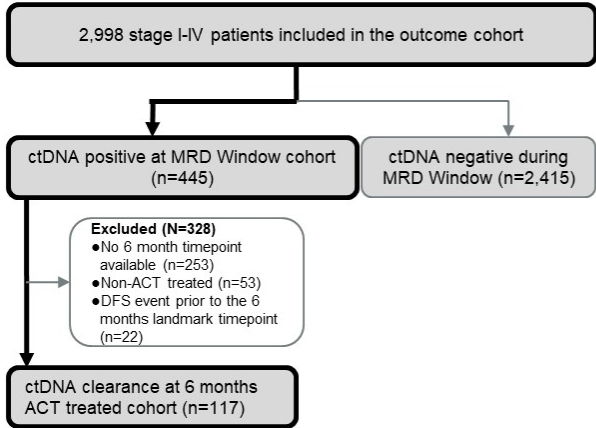 2,998 stage I-IV patients included in the outcome cohort
ctDNA positive at MRD Window cohort
(n=445)
ctDNA negative during
MRD Window (n=2,415)
Excluded (N=328)
●No 6 month timepoint
available (n=253)
●Non-ACT treated (n=53)
●DFS event prior to the 6
months landmark timepoint
(n=22)
ctDNA clearance at 6 months
ACT treated cohort (n=117)